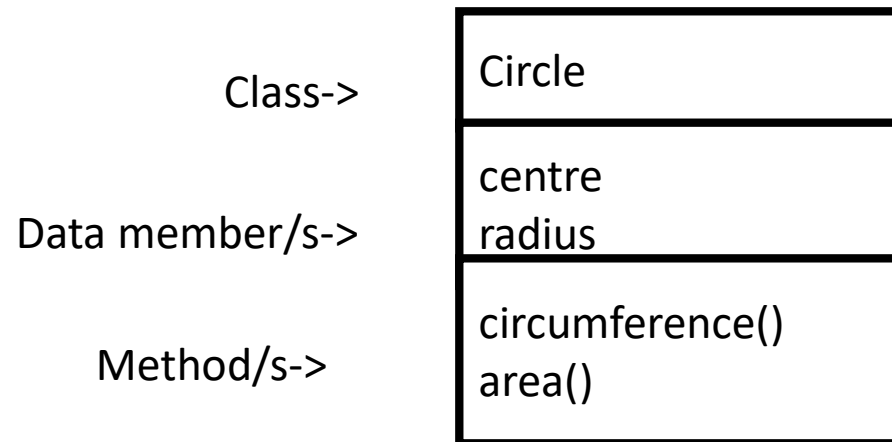 Class->
Circle
Data member/s->
centre
radius
Method/s->
circumference()
area()